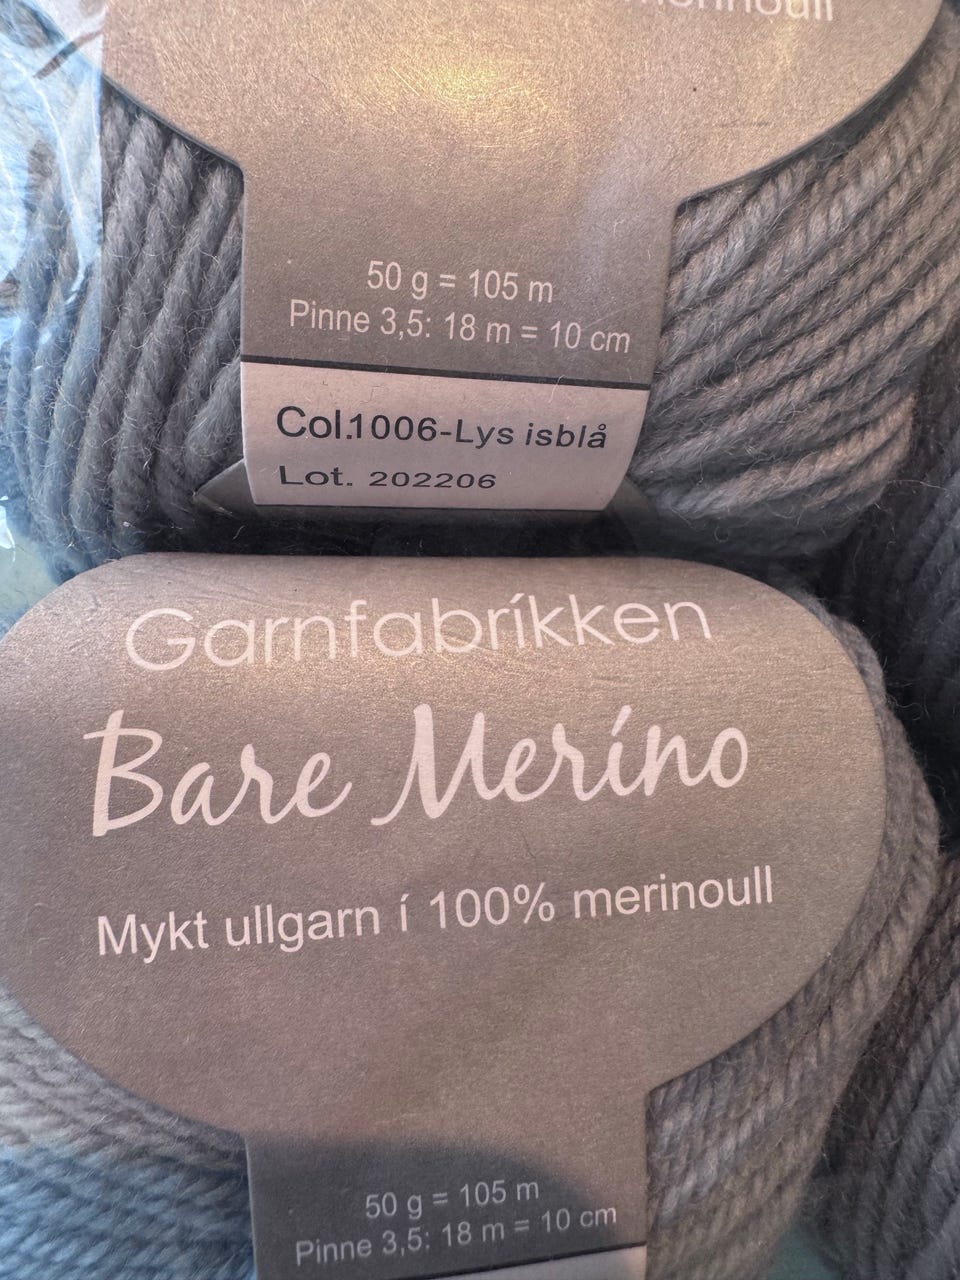 merinoull
50 g = 105 m
Pinne 3,5: 18 m = 10 cm
Col.1006-Lys isblå
Lot. 202206
Garnfabríkken
Bare Meríno
Mykt ullgarn í 100% merinoull
50 g = 105 m
Pinne 3,5: 18 m = 10 cm